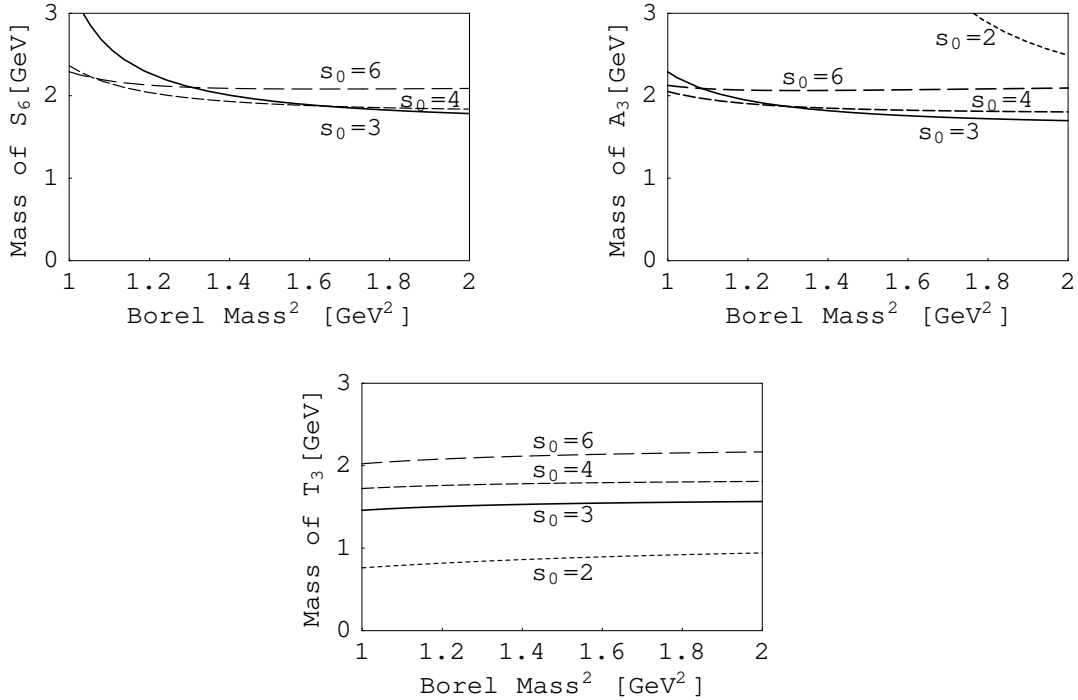 Mass of S₆[GeV]
3
2
1
0
s₀=6
s₀=4
s₀=3
1 1.2 1.4 1.6 1.8 2
Borel Mass² [GeV²]
Mass of A₃[GeV]
3
2
1
0
s₀=2
s₀=6
s₀=4
s₀=3
1 1.2 1.4 1.6 1.8 2
Borel Mass² [GeV²]
Mass of T₃[GeV]
3
2
1
0
s₀=6
s₀=4
s₀=3
s₀=2
1 1.2 1.4 1.6 1.8 2
Borel Mass² [GeV²]